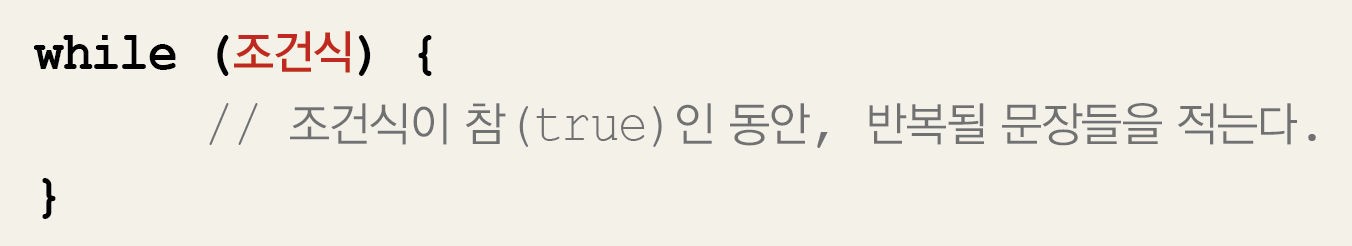 while (조건식) {
// 조건식이 참(true)인 동안, 반복될 문장들을 적는다.
}